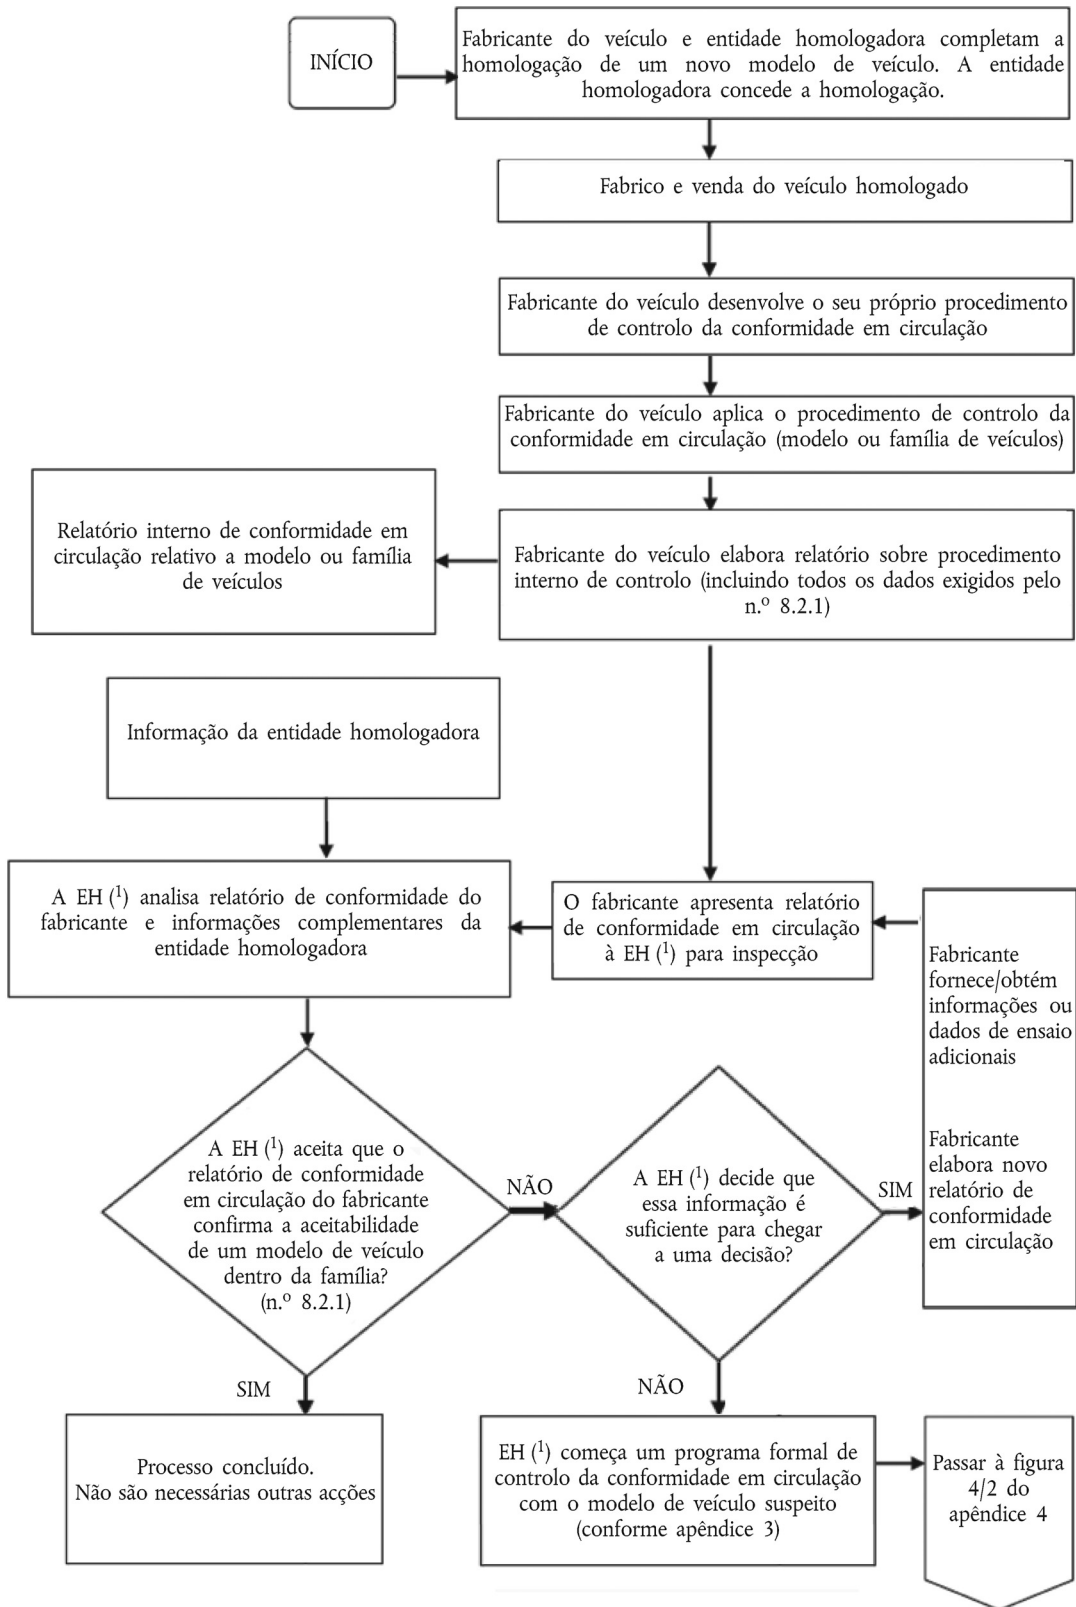 INÍCIO
Fabricante do veículo e entidade homologadora completam a
homologação de um novo modelo de veículo. A entidade
homologadora concede a homologação.
Fabrico e venda do veículo homologado
Fabricante do veículo desenvolve o seu próprio procedimento
de controlo da conformidade em circulação
Fabricante do veículo aplica o procedimento de controlo da
conformidade em circulação (modelo ou família de veículos)
Fabricante do veículo elabora relatório sobre procedimento
interno de controlo (incluindo todos os dados exigidos pelo
n.º 8.2.1)
Relatório interno de conformidade em
circulação relativo a modelo ou família
de veículos
Informação da entidade homologadora
A EH (¹) analisa relatório de conformidade do
fabricante e informações complementares da
entidade homologadora
O fabricante apresenta relatório
de conformidade em circulação
à EH (¹) para inspecção
Fabricante
fornece/obtém
informações ou
dados de ensaio
adicionais
Fabricante
elabora novo
relatório de
conformidade
em circulação
A EH (¹) aceita que o
relatório de conformidade
em circulação do fabricante
confirma a aceitabilidade
de um modelo de veículo
dentro da família?
(n.º 8.2.1)
NÃO
A EH (¹) decide que
essa informação é
suficiente para chegar
a uma decisão?
SIM
SIM
NÃO
Processo concluído.
Não são necessárias outras acções
EH (¹) começa um programa formal de
controlo da conformidade em circulação
com o modelo de veículo suspeito
(conforme apêndice 3)
Passar à figura
4/2 do
apêndice 4